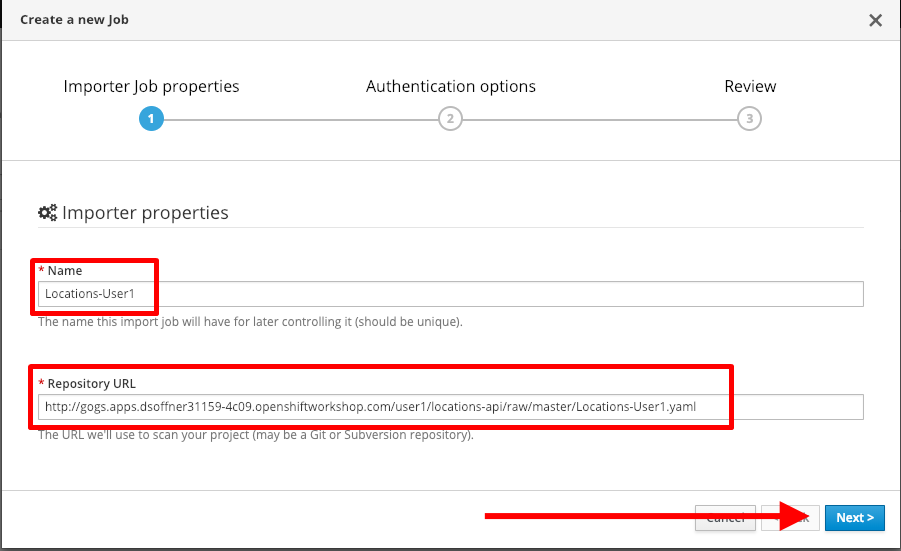 Create a new Job
Importer Job properties Authentication options Review
1 2 3
Importer properties
* Name
Locations-User1
The name this import job will have for later controlling it (should be unique).
* Repository URL
http://gogs.apps.dsoffner31159-4c09.openshiftworkshop.com/user1/locations-api/raw/master/Locations-User1.yaml
The URL we'll use to scan your project (may be a Git or Subversion repository).
Cancel Next >